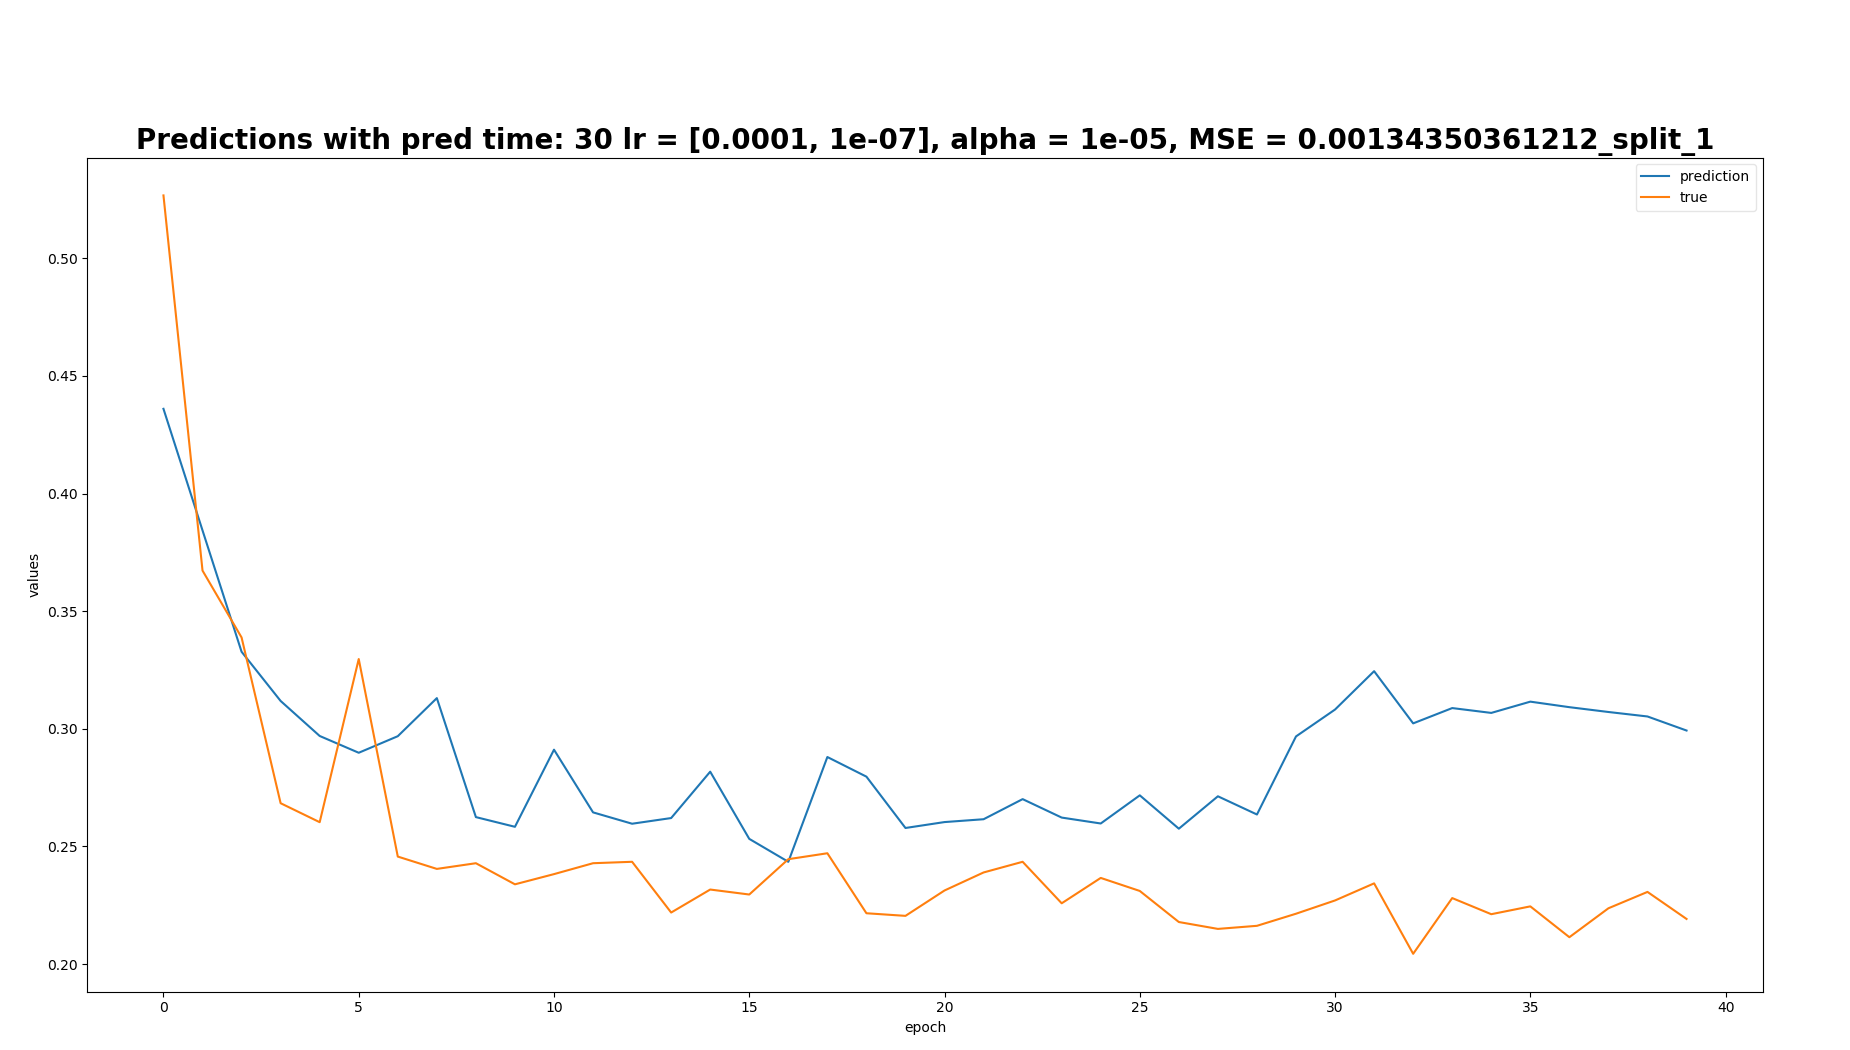 Predictions with pred time: 30 lr = [0.0001, 1e-07], alpha = 1e-05, MSE = 0.00134350361212_split_1
prediction
true
values
0.50
0.45
0.40
0.35
0.30
0.25
0.20
0 5 10 15 20 25 30 35 40
epoch